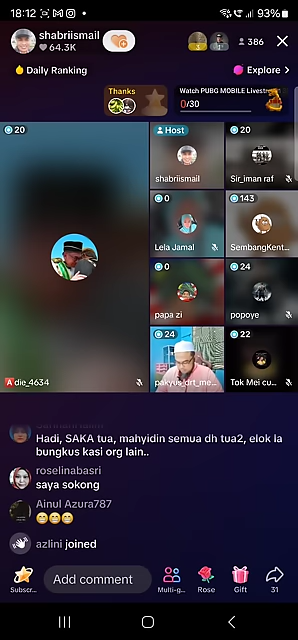 18:12
93%
shabriismail
64.3K
386
Daily Ranking
Explore >
Thanks
Watch PUBG MOBILE Livestream
0/30
20
Host
shabriismail
20
Sir_iman raf
0
Lela Jamal
143
SembangKent...
0
papa zi
24
popoye
A die_4634
24
pakyus_drt_me...
22
Tok Mei cu...
Hadi, SAKA tua, mahyidin semua dh tua2, elok la
bungkus kasi org lain..
roselinabasri
saya sokong
Ainul Azura787
😁😁😁
azlini joined
Subscr...
Add comment
Multi-g...
Rose
Gift
31